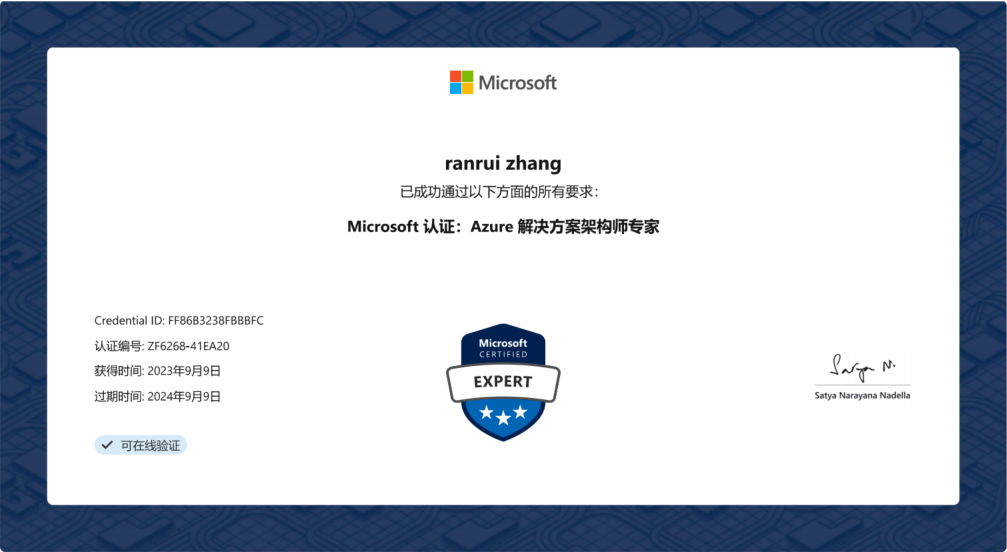 Microsoft
ranrui zhang
已成功通过以下方面的所有要求：
Microsoft 认证：Azure 解决方案架构师专家
Credential ID: FF86B3238FBBBFC
认证编号: ZF6268-41EA20
获得时间: 2023年9月9日
过期时间: 2024年9月9日
可在线验证
Microsoft
CERTIFIED
EXPERT
Satya N.
Satya Narayana Nadella